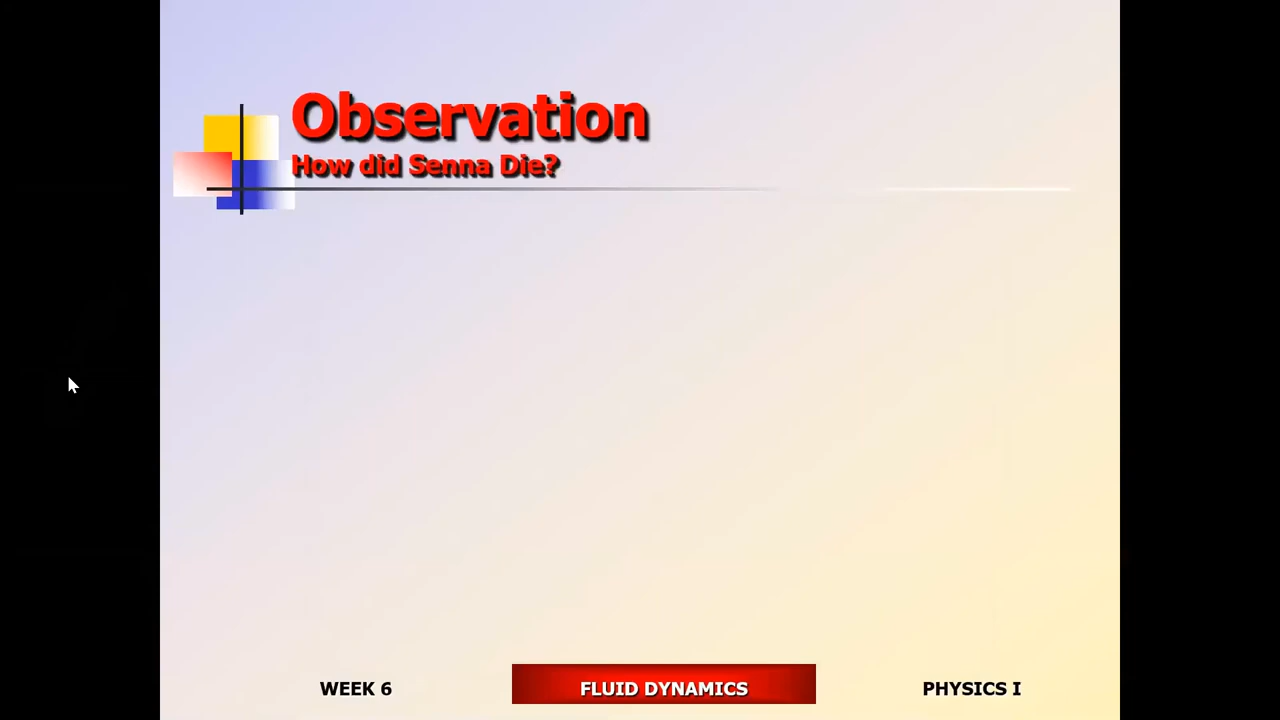 Observation
How did Senna Die?
WEEK 6
FLUID DYNAMICS
PHYSICS I